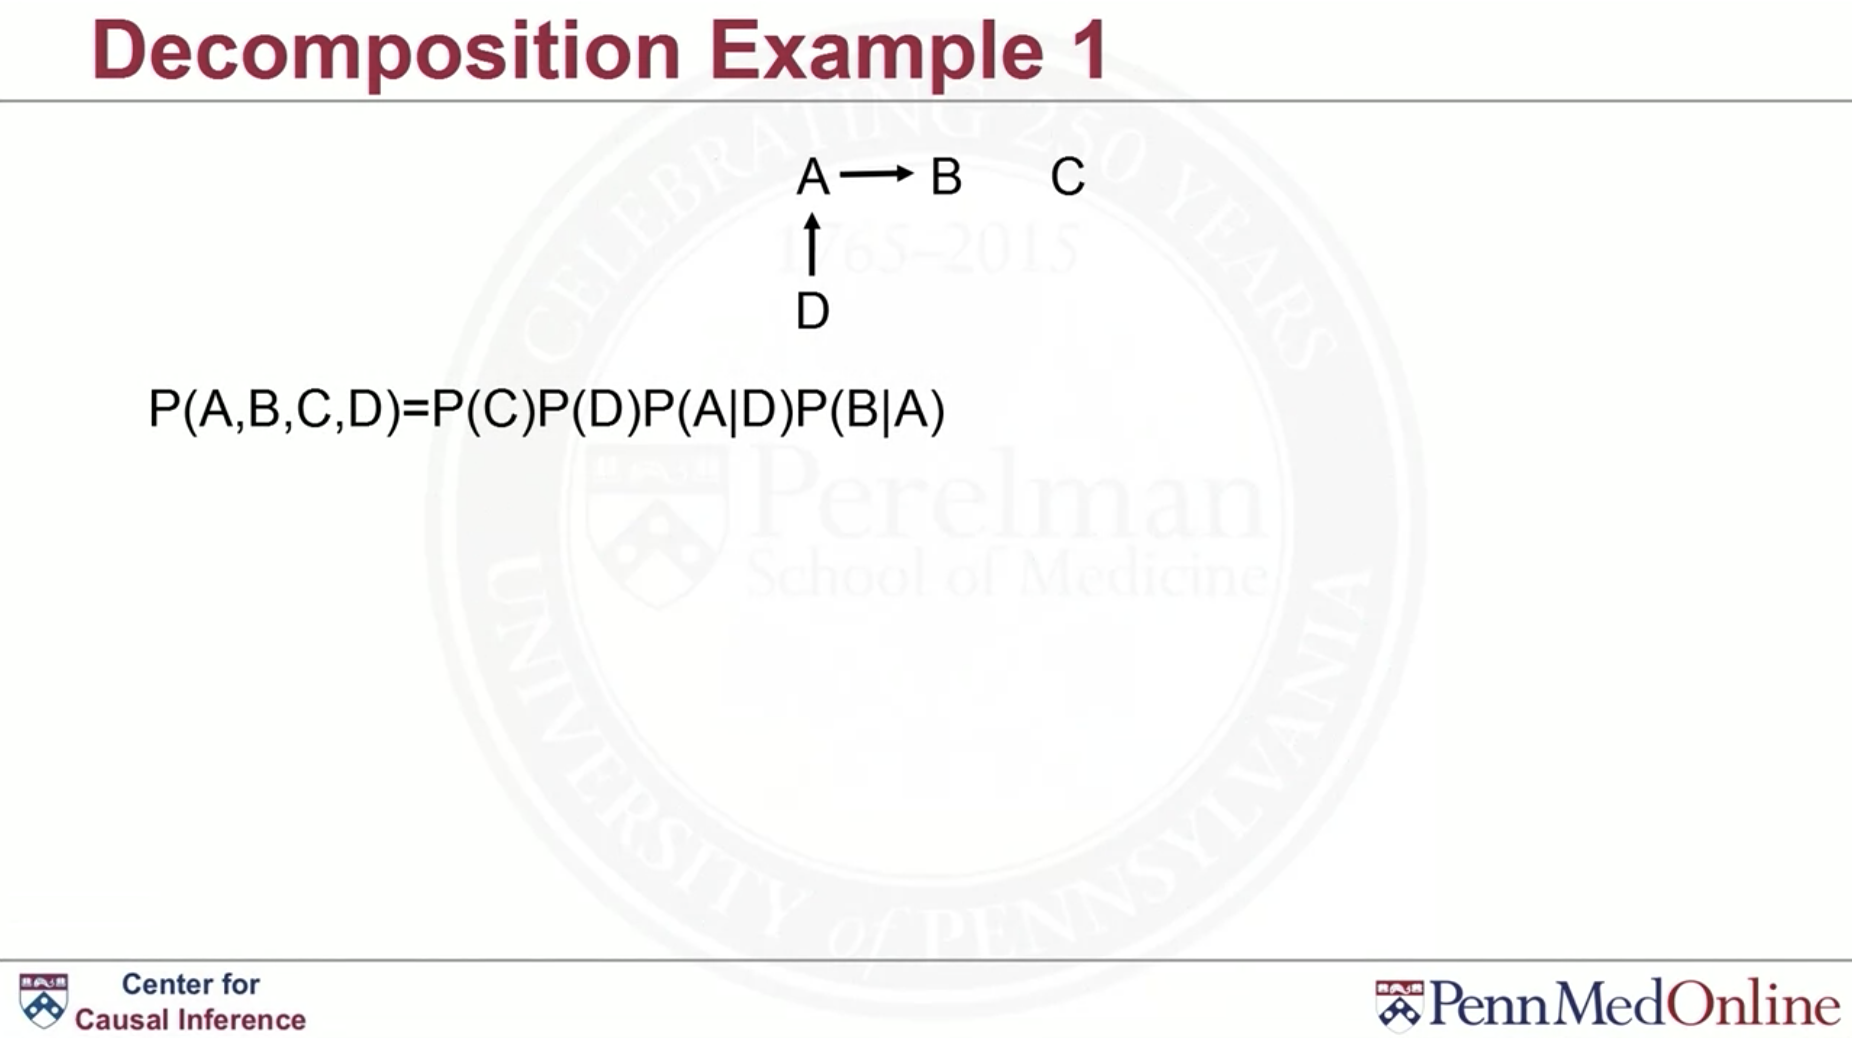 Decomposition Example 1
A B C
D
P(A,B,C,D)=P(C)P(D)P(A|D)P(B|A)
CELEBRATING 250 YEARS
1765–2015
Perelman
School of Medicine
UNIVERSITY of PENNSYLVANIA
Center for
Causal Inference
PennMedOnline